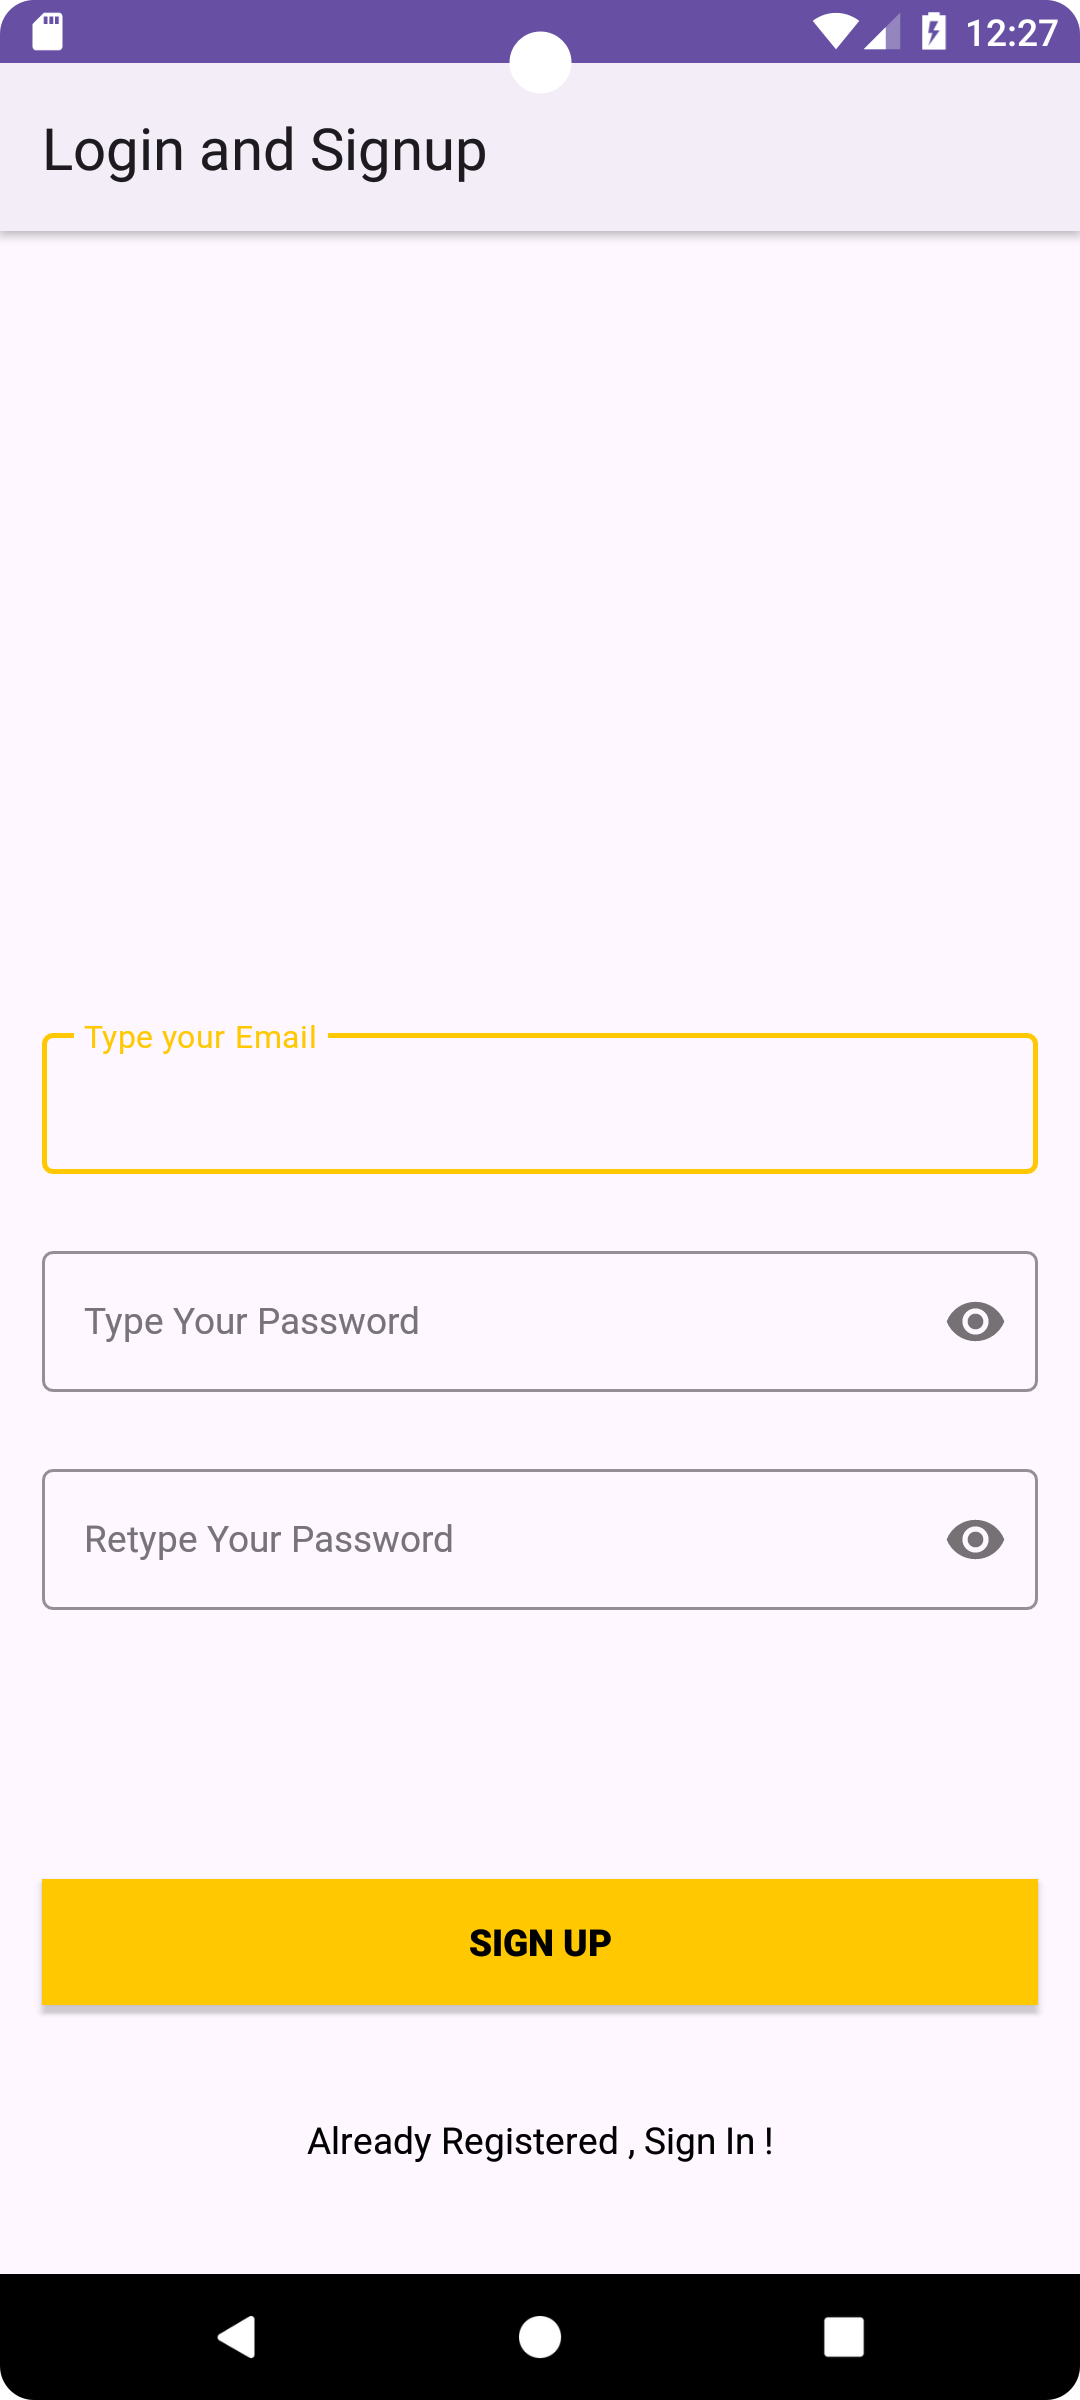 12:27
Login and Signup
Type your Email
Type Your Password
Retype Your Password
SIGN UP
Already Registered , Sign In !